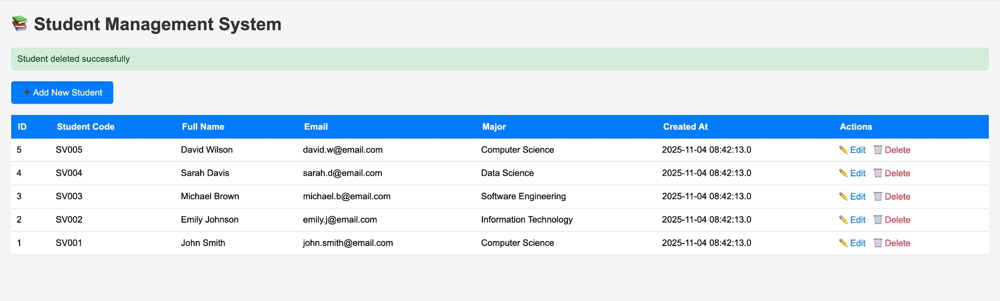 Student Management System
Student deleted successfully
Add New Student
ID Student Code Full Name Email Major Created At Actions
5 SV005 David Wilson david.w@email.com Computer Science 2025-11-04 08:42:13.0 Edit Delete
4 SV004 Sarah Davis sarah.d@email.com Data Science 2025-11-04 08:42:13.0 Edit Delete
3 SV003 Michael Brown michael.b@email.com Software Engineering 2025-11-04 08:42:13.0 Edit Delete
2 SV002 Emily Johnson emily.j@email.com Information Technology 2025-11-04 08:42:13.0 Edit Delete
1 SV001 John Smith john.smith@email.com Computer Science 2025-11-04 08:42:13.0 Edit Delete